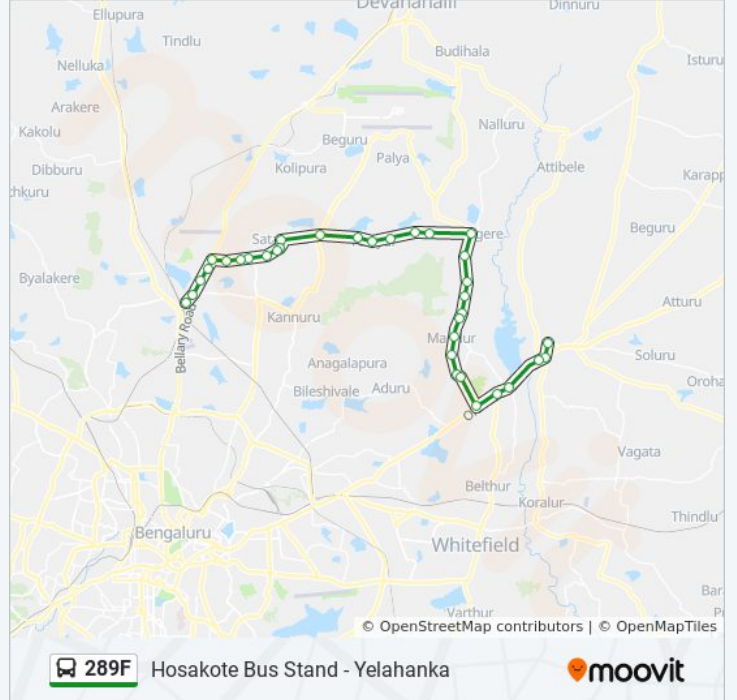 Devanahalli
Dinnuru
Ellupura
Tindlu
Budihala
Nelluka
Isturu
Arakere
Kakolu
Nalluru
Beguru
Palya
Dibburu
Kolipura
Attibele
Karapp
chkuru
Beguru
Sata
gere
Byalakere
Atturu
Kannuru
Bellary Road
Ma
ur
Soluru
Anagalapura
Bileshivale
Aduru
Oroha
Vagata
Belthur
Koralur
Thindlu
Bengaluru
Whitefield
Bar
Varthur
© OpenStreetMap contributors | © OpenMapTiles
289F
Hosakote Bus Stand - Yelahanka
moovit